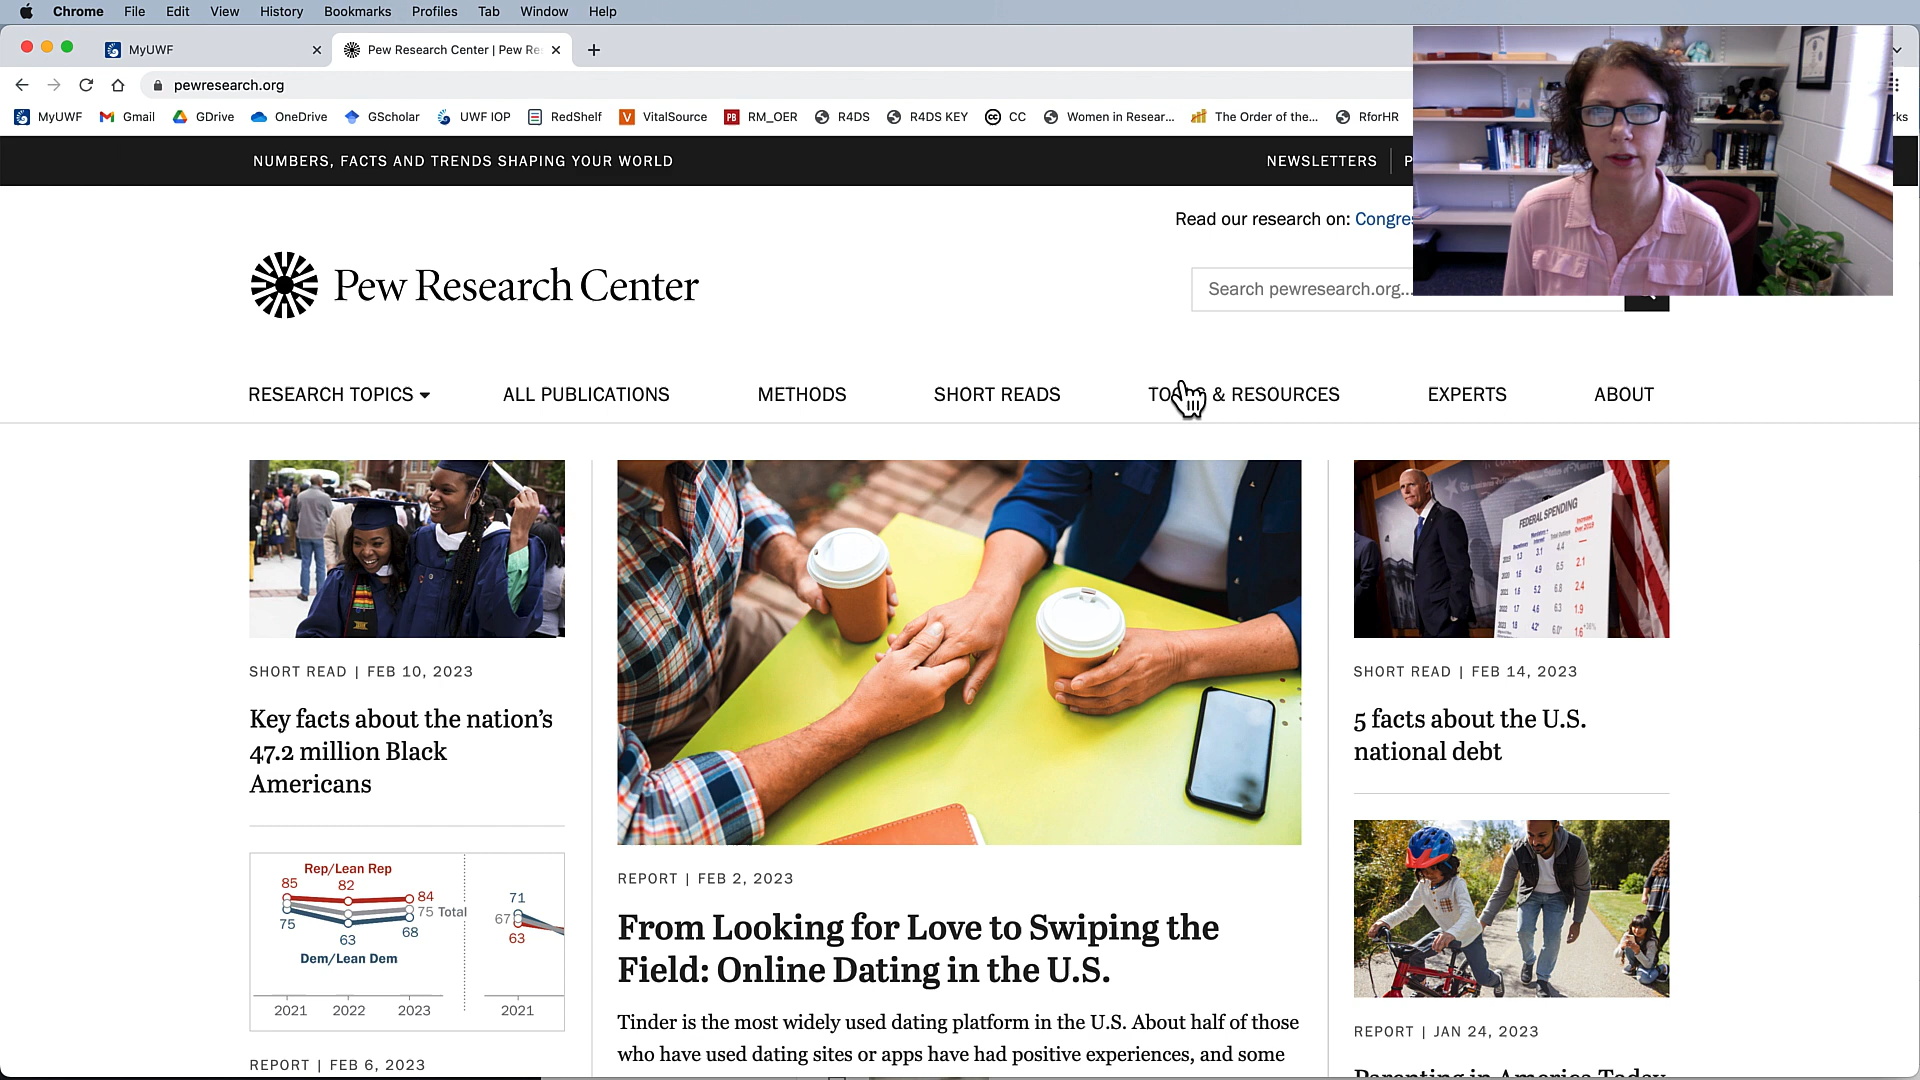 Chrome File Edit View History Bookmarks Profiles Tab Window Help
MyUWF
Pew Research Center | Pew Re
pewresearch.org
MyUWF Gmail GDrive OneDrive GScholar UWF IOP RedShelf VitalSource RM_OER R4DS R4DS KEY CC Women in Resear... The Order of the... RforHR
NUMBERS, FACTS AND TRENDS SHAPING YOUR WORLD
NEWSLETTERS
Read our research on: Congres
Pew Research Center
Search pewresearch.org...
RESEARCH TOPICS ALL PUBLICATIONS METHODS SHORT READS & RESOURCES EXPERTS ABOUT
SHORT READ | FEB 10, 2023
Key facts about the nation's
47.2 million Black
Americans
Rep/Lean Rep
85 82 84
75 Total
75 63 68
Dem/Lean Dem
2021 2022 2023
71
67
63
2021
REPORT | FEB 6, 2023
REPORT | FEB 2, 2023
From Looking for Love to Swiping the
Field: Online Dating in the U.S.
Tinder is the most widely used dating platform in the U.S. About half of those
who have used dating sites or apps have had positive experiences, and some
FEDERAL SPENDING
SHORT READ | FEB 14, 2023
5 facts about the U.S.
national debt
REPORT | JAN 24, 2023
Parenting in America Today